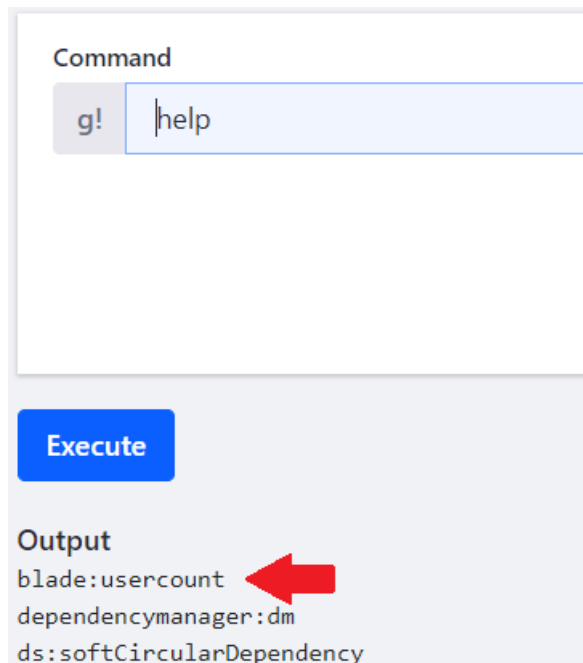 Command
g! help
Execute
Output
blade:usercount
dependencymanager:dm
ds:softCircularDependency